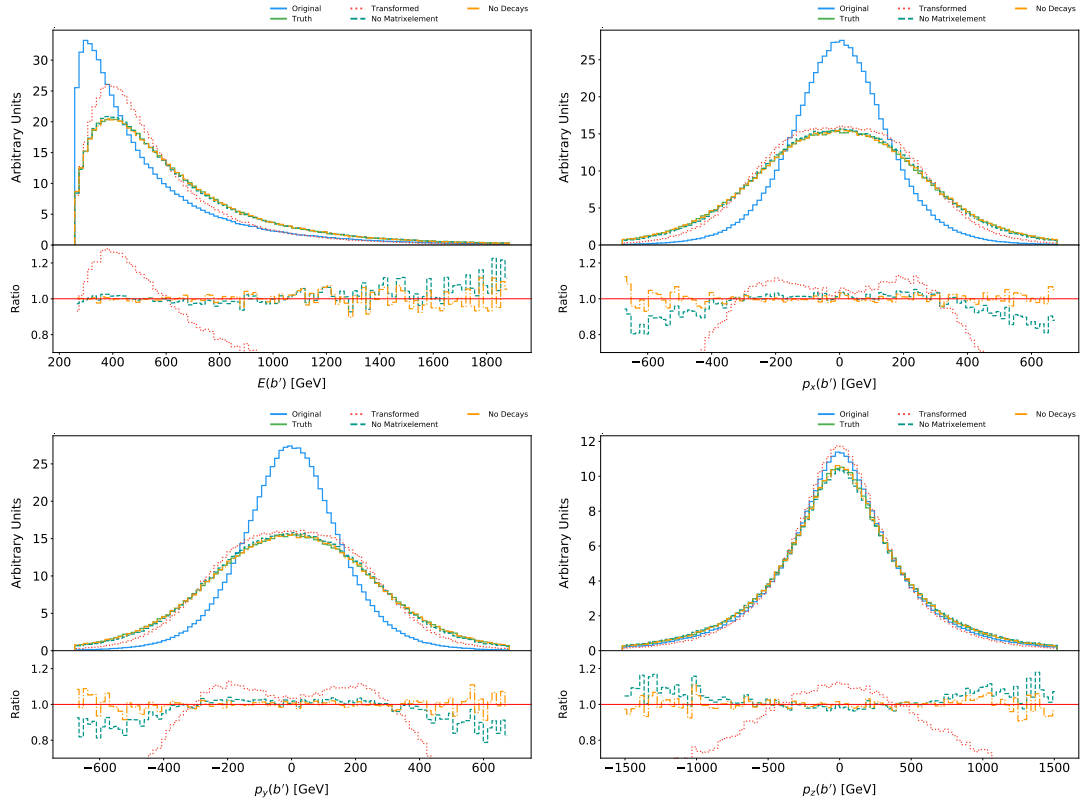 Original Transformed No Decays
Truth No Matrixelement
30
25
20
15
10
5
0
Arbitrary Units
1.2
1.0
0.8
Ratio
200 400 600 800 1000 1200 1400 1600 1800
E(b′) [GeV]
Original Transformed No Decays
Truth No Matrixelement
25
20
15
10
5
0
Arbitrary Units
1.2
1.0
0.8
Ratio
−600 −400 −200 0 200 400 600
pₓ(b′) [GeV]
Original Transformed No Decays
Truth No Matrixelement
25
20
15
10
5
0
Arbitrary Units
1.2
1.0
0.8
Ratio
−600 −400 −200 0 200 400 600
p_y(b′) [GeV]
Original Transformed No Decays
Truth No Matrixelement
12
10
8
6
4
2
0
Arbitrary Units
1.2
1.0
0.8
Ratio
−1500 −1000 −500 0 500 1000 1500
p_z(b′) [GeV]